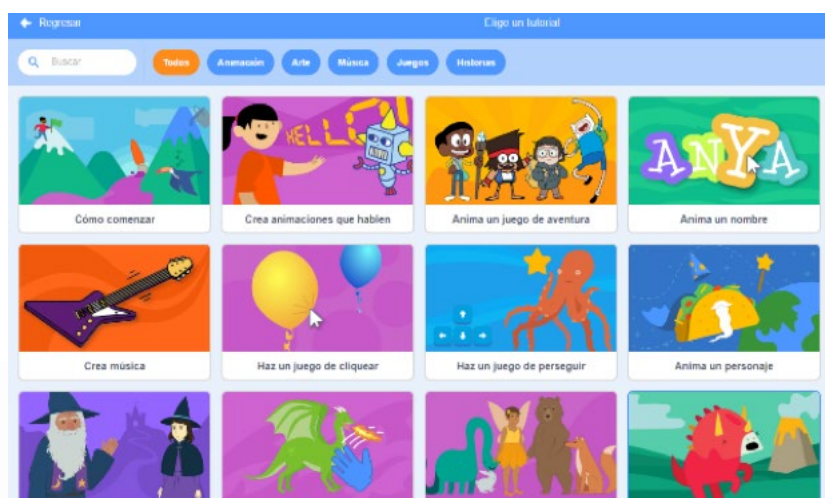 Regresar
Elige un tutorial
Buscar
Todos
Animación
Arte
Música
Juegos
Historias
HELLO!
ANYA
Cómo comenzar
Crea animaciones que hablen
Anima un juego de aventura
Anima un nombre
Crea música
Haz un juego de cliquear
Haz un juego de perseguir
Anima un personaje